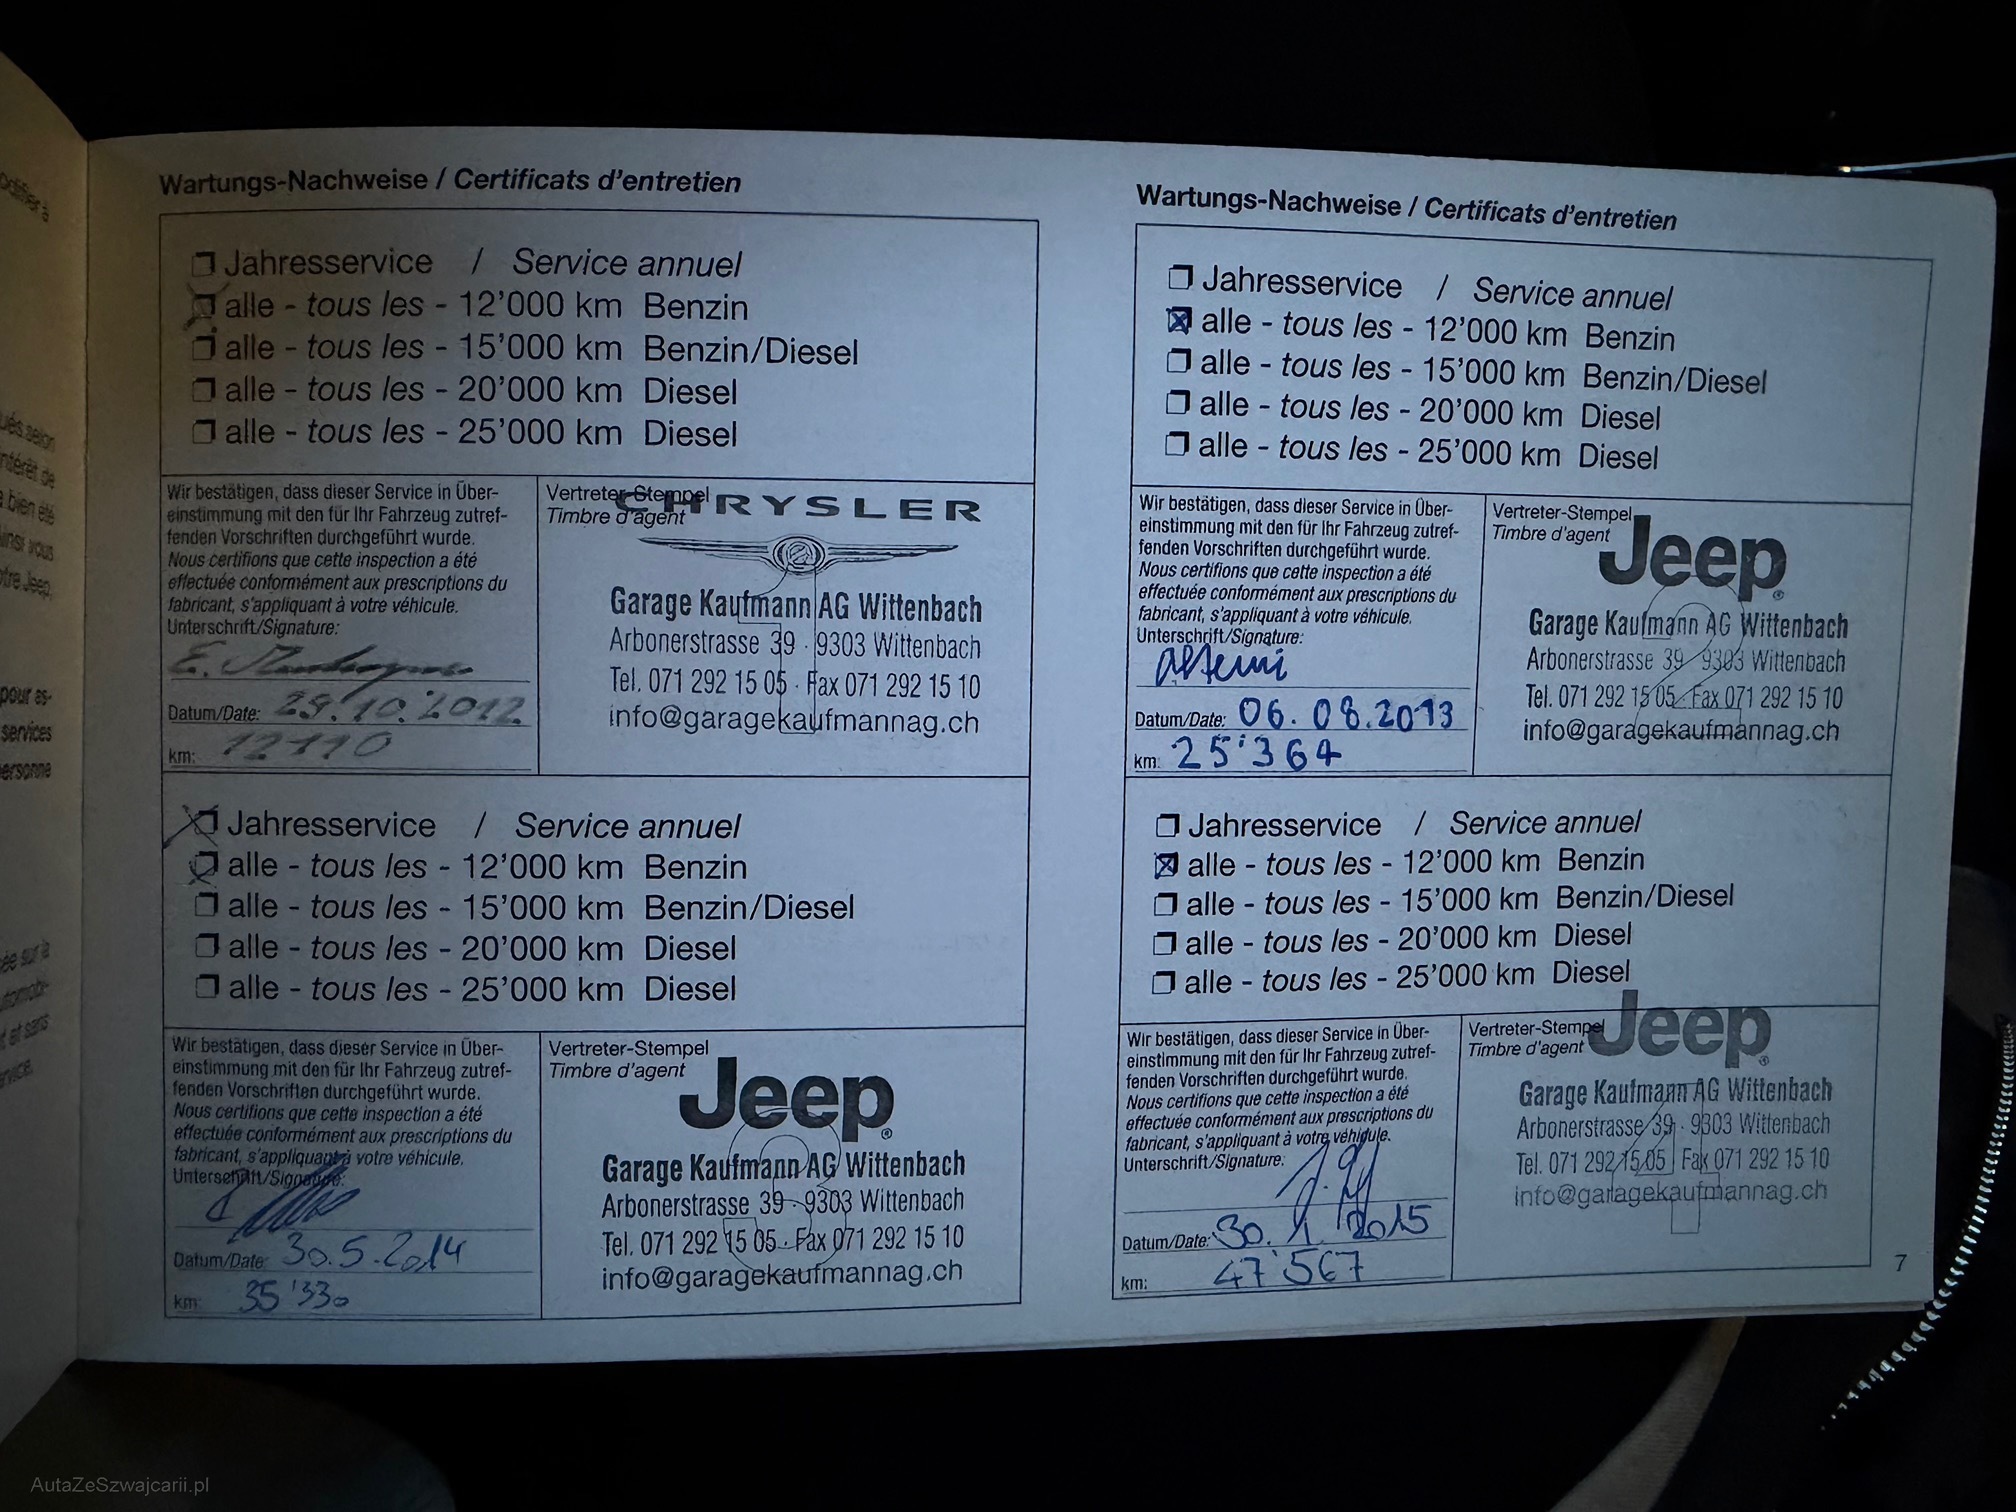 Wartungs-Nachweise / Certificats d'entretien
Jahresservice / Service annuel
alle - tous les - 12'000 km Benzin
alle - tous les - 15'000 km Benzin/Diesel
alle - tous les - 20'000 km Diesel
alle - tous les - 25'000 km Diesel
Wir bestätigen, dass dieser Service in Über-
einstimmung mit den für Ihr Fahrzeug zutref-
fenden Vorschriften durchgeführt wurde.
Nous certifions que cette inspection a été
effectuée conformément aux prescriptions du
fabricant, s'appliquant à votre véhicule.
Unterschrift/Signature:
Datum/Date: 29.10.2012
km: 12110
Vertreter-Stempel
Timbre d'agent
CHRYSLER
Garage Kaufmann AG Wittenbach
Arbonerstrasse 39 · 9303 Wittenbach
Tel. 071 292 15 05 · Fax 071 292 15 10
info@garagekaufmannag.ch
Jahresservice / Service annuel
alle - tous les - 12'000 km Benzin
alle - tous les - 15'000 km Benzin/Diesel
alle - tous les - 20'000 km Diesel
alle - tous les - 25'000 km Diesel
Wir bestätigen, dass dieser Service in Über-
einstimmung mit den für Ihr Fahrzeug zutref-
fenden Vorschriften durchgeführt wurde.
Nous certifions que cette inspection a été
effectuée conformément aux prescriptions du
fabricant, s'appliquant à votre véhicule.
Unterschrift/Signature:
Datum/Date: 30.5.2014
km: 35'330
Vertreter-Stempel
Timbre d'agent
Jeep®
Garage Kaufmann AG Wittenbach
Arbonerstrasse 39 · 9303 Wittenbach
Tel. 071 292 15 05 · Fax 071 292 15 10
info@garagekaufmannag.ch
Wartungs-Nachweise / Certificats d'entretien
Jahresservice / Service annuel
alle - tous les - 12'000 km Benzin
alle - tous les - 15'000 km Benzin/Diesel
alle - tous les - 20'000 km Diesel
alle - tous les - 25'000 km Diesel
Wir bestätigen, dass dieser Service in Über-
einstimmung mit den für Ihr Fahrzeug zutref-
fenden Vorschriften durchgeführt wurde.
Nous certifions que cette inspection a été
effectuée conformément aux prescriptions du
fabricant, s'appliquant à votre véhicule.
Unterschrift/Signature:
Datum/Date: 06.08.2013
km: 25'364
Vertreter-Stempel
Timbre d'agent
Jeep®
Garage Kaufmann AG Wittenbach
Arbonerstrasse 39 · 9303 Wittenbach
Tel. 071 292 15 05 · Fax 071 292 15 10
info@garagekaufmannag.ch
Jahresservice / Service annuel
alle - tous les - 12'000 km Benzin
alle - tous les - 15'000 km Benzin/Diesel
alle - tous les - 20'000 km Diesel
alle - tous les - 25'000 km Diesel
Wir bestätigen, dass dieser Service in Über-
einstimmung mit den für Ihr Fahrzeug zutref-
fenden Vorschriften durchgeführt wurde.
Nous certifions que cette inspection a été
effectuée conformément aux prescriptions du
fabricant, s'appliquant à votre véhicule.
Unterschrift/Signature:
Datum/Date: 30.1.2015
km: 47'567
Vertreter-Stempel
Timbre d'agent
Jeep®
Garage Kaufmann AG Wittenbach
Arbonerstrasse 39 · 9303 Wittenbach
Tel. 071 292 15 05 · Fax 071 292 15 10
info@garagekaufmannag.ch
7
AutaZeSzwajcarii.pl